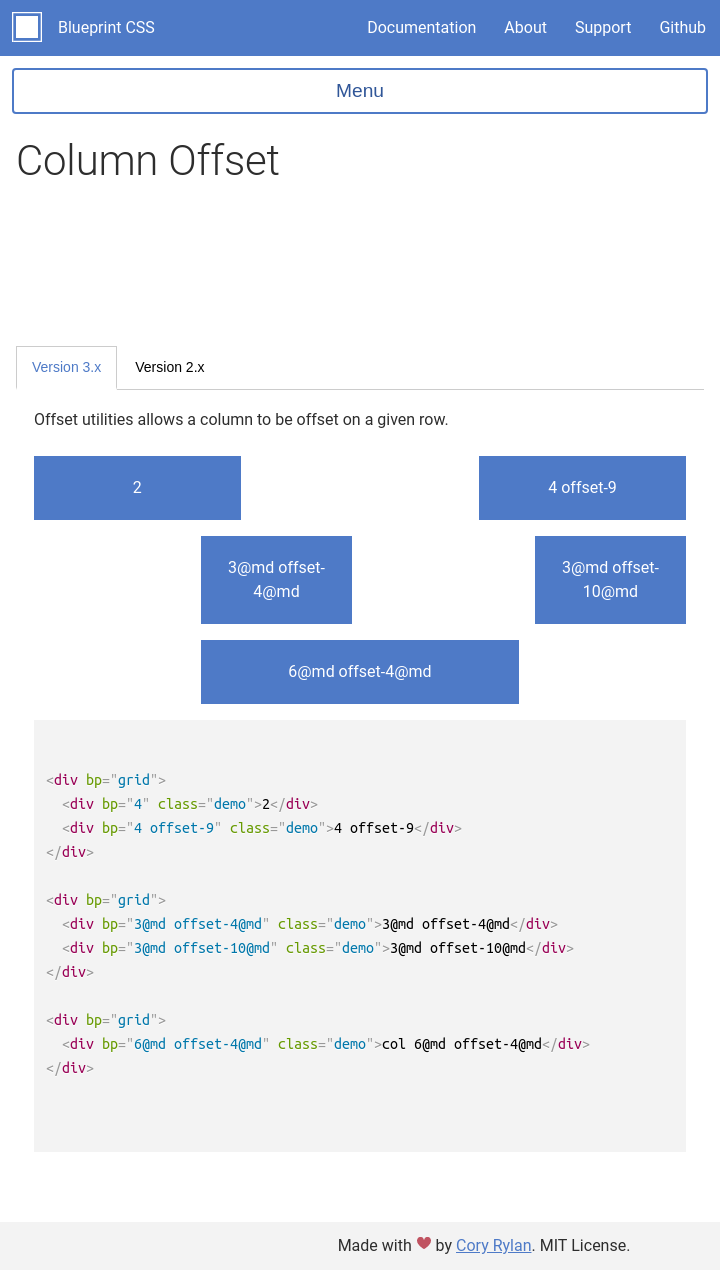 Blueprint CSS
Documentation
About
Support
Github
Menu
Column Offset
Version 3.x
Version 2.x
Offset utilities allows a column to be offset on a given row.
2
4 offset-9
3@md offset-
4@md
3@md offset-
10@md
6@md offset-4@md
<div bp="grid">
  <div bp="4" class="demo">2</div>
  <div bp="4 offset-9" class="demo">4 offset-9</div>
</div>
<div bp="grid">
  <div bp="3@md offset-4@md" class="demo">3@md offset-4@md</div>
  <div bp="3@md offset-10@md" class="demo">3@md offset-10@md</div>
</div>
<div bp="grid">
  <div bp="6@md offset-4@md" class="demo">col 6@md offset-4@md</div>
</div>
Made with ♥ by Cory Rylan. MIT License.